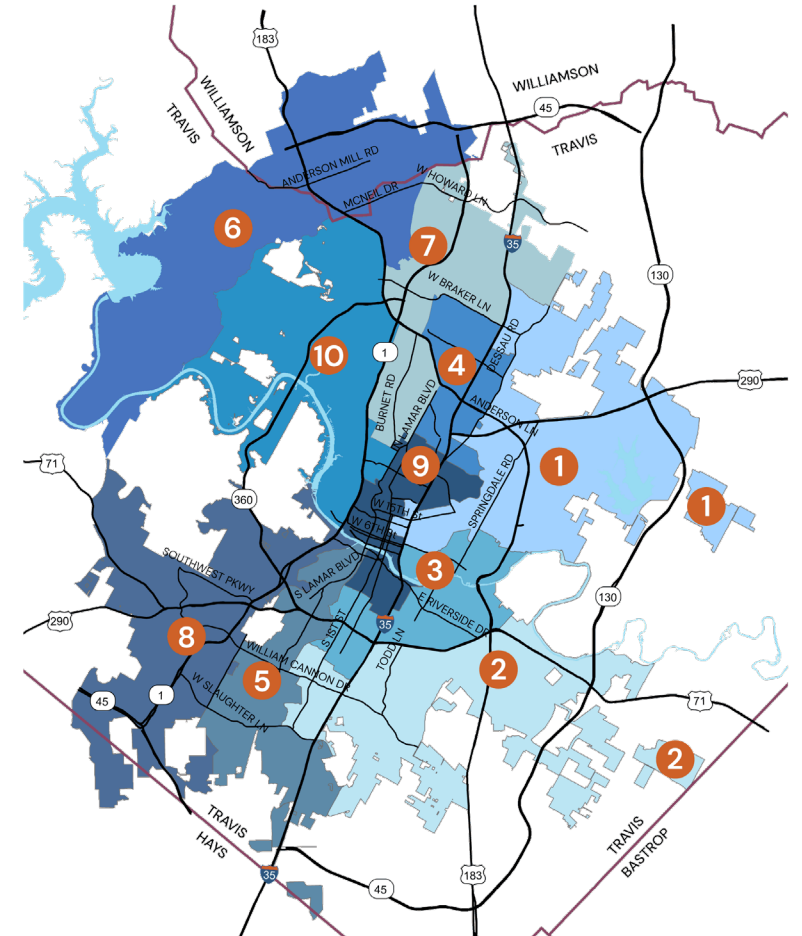 183
WILLIAMSON
45
WILLIAMSON
TRAVIS
TRAVIS
ANDERSON MILL RD
W HOWARD LN
MCNEIL DR
6
7
35
130
W BRAKER LN
10
1
4
DESSAU RD
290
BURNET RD
N LAMAR BLVD
ANDERSON LN
71
9
1
SPRINGDALE RD
1
360
W 15TH St
W 6TH St
SOUTHWEST PKWY
S LAMAR BLVD
3
E RIVERSIDE DR
130
290
8
S 1ST ST
35
TODD LN
WILLIAM CANNON DR
5
2
W SLAUGHTER LN
45
1
71
2
TRAVIS
HAYS
TRAVIS
BASTROP
35
45
183